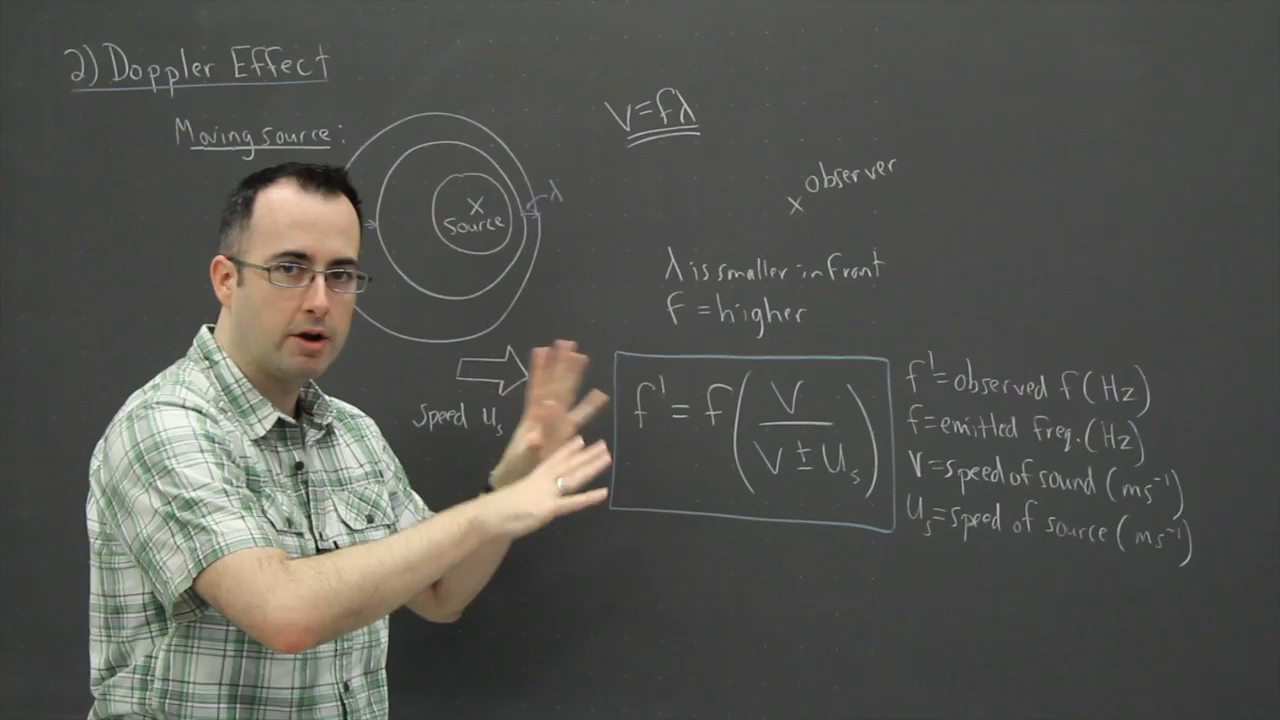 2) Doppler Effect
Moving source:
V=fλ
x observer
x
source
λ
λ is smaller in front
f = higher
speed u_s
f' = f(V/(V ± U_s))
f' = observed f (Hz)
f = emitted freq. (Hz)
V = speed of sound (ms⁻¹)
U_s = speed of source (ms⁻¹)